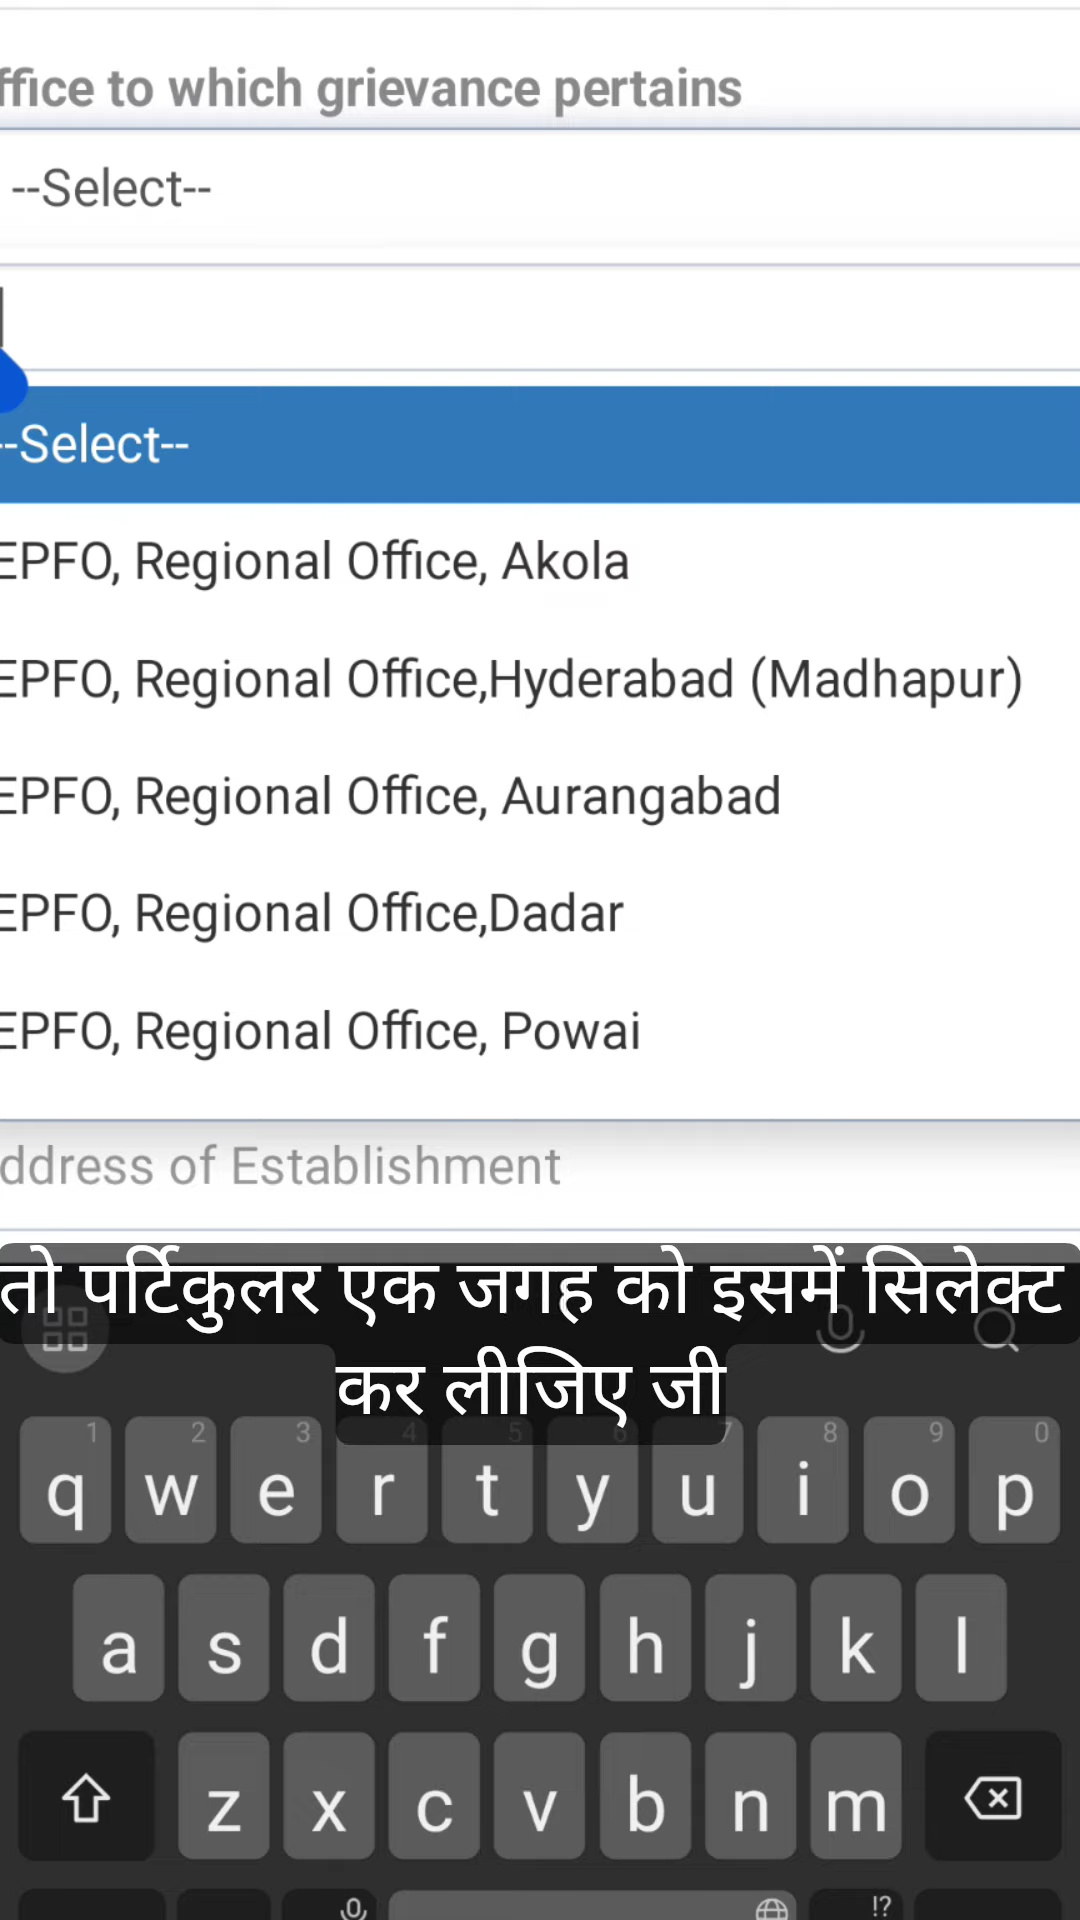 ffice to which grievance pertains
--Select--
--Select--
EPFO, Regional Office, Akola
EPFO, Regional Office,Hyderabad (Madhapur)
EPFO, Regional Office, Aurangabad
EPFO, Regional Office,Dadar
EPFO, Regional Office, Powai
ddress of Establishment
तो पर्टिकुलर एक जगह को इसमें सिलेक्ट
कर लीजिए जी
1 2 3 4 5 6 7 8 9 0
q w e r t y u i o p
a s d f g h j k l
z x c v b n m
!?